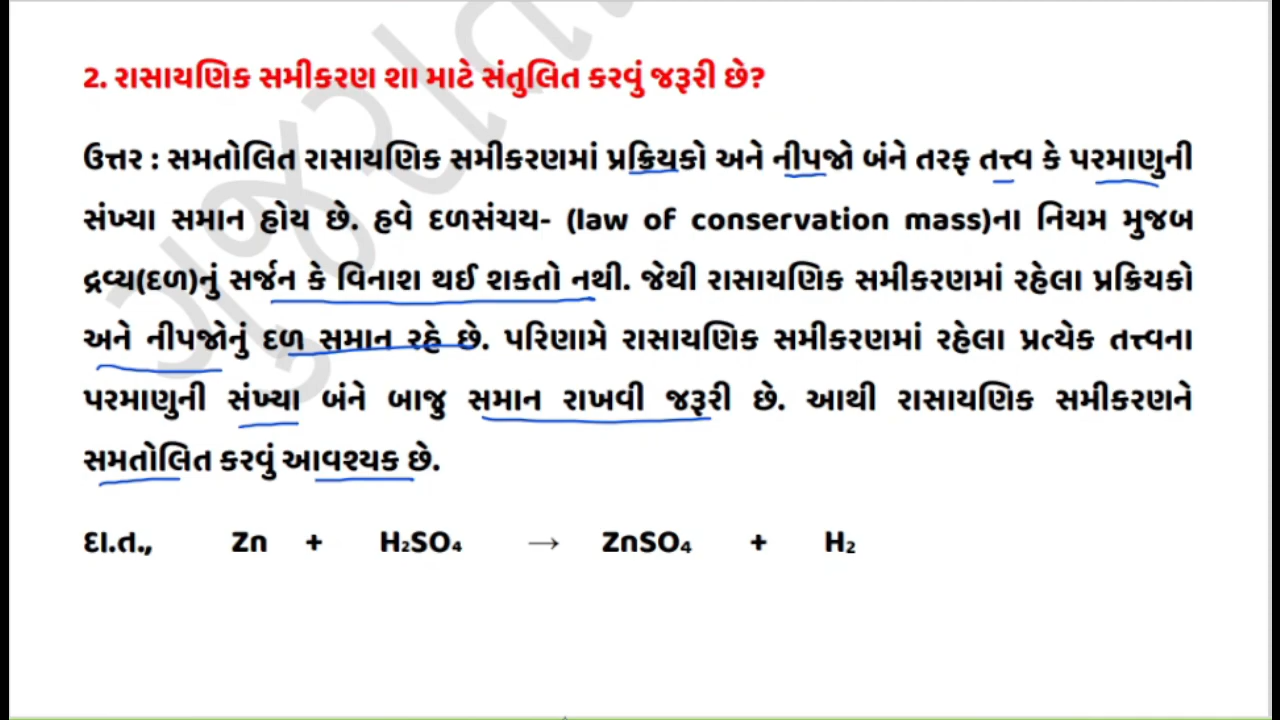 2. રાસાયણિક સમીકરણ શા માટે સંતુલિત કરવું જરૂરી છે?
ઉત્તર : સમતોલિત રાસાયણિક સમીકરણમાં પ્રક્રિયકો અને નીપજો બંને તરફ તત્ત્વ કે પરમાણુની
સંખ્યા સમાન હોય છે. હવે દળસંચય- (law of conservation mass)ના નિયમ મુજબ
દ્રવ્ય(દળ)નું સર્જન કે વિનાશ થઈ શકતો નથી. જેથી રાસાયણિક સમીકરણમાં રહેલા પ્રક્રિયકો
અને નીપજોનું દળ સમાન રહે છે. પરિણામે રાસાયણિક સમીકરણમાં રહેલા પ્રત્યેક તત્ત્વના
પરમાણુની સંખ્યા બંને બાજુ સમાન રાખવી જરૂરી છે. આથી રાસાયણિક સમીકરણને
સમતોલિત કરવું આવશ્યક છે.
દા.ત., Zn + H₂SO₄ → ZnSO₄ + H₂